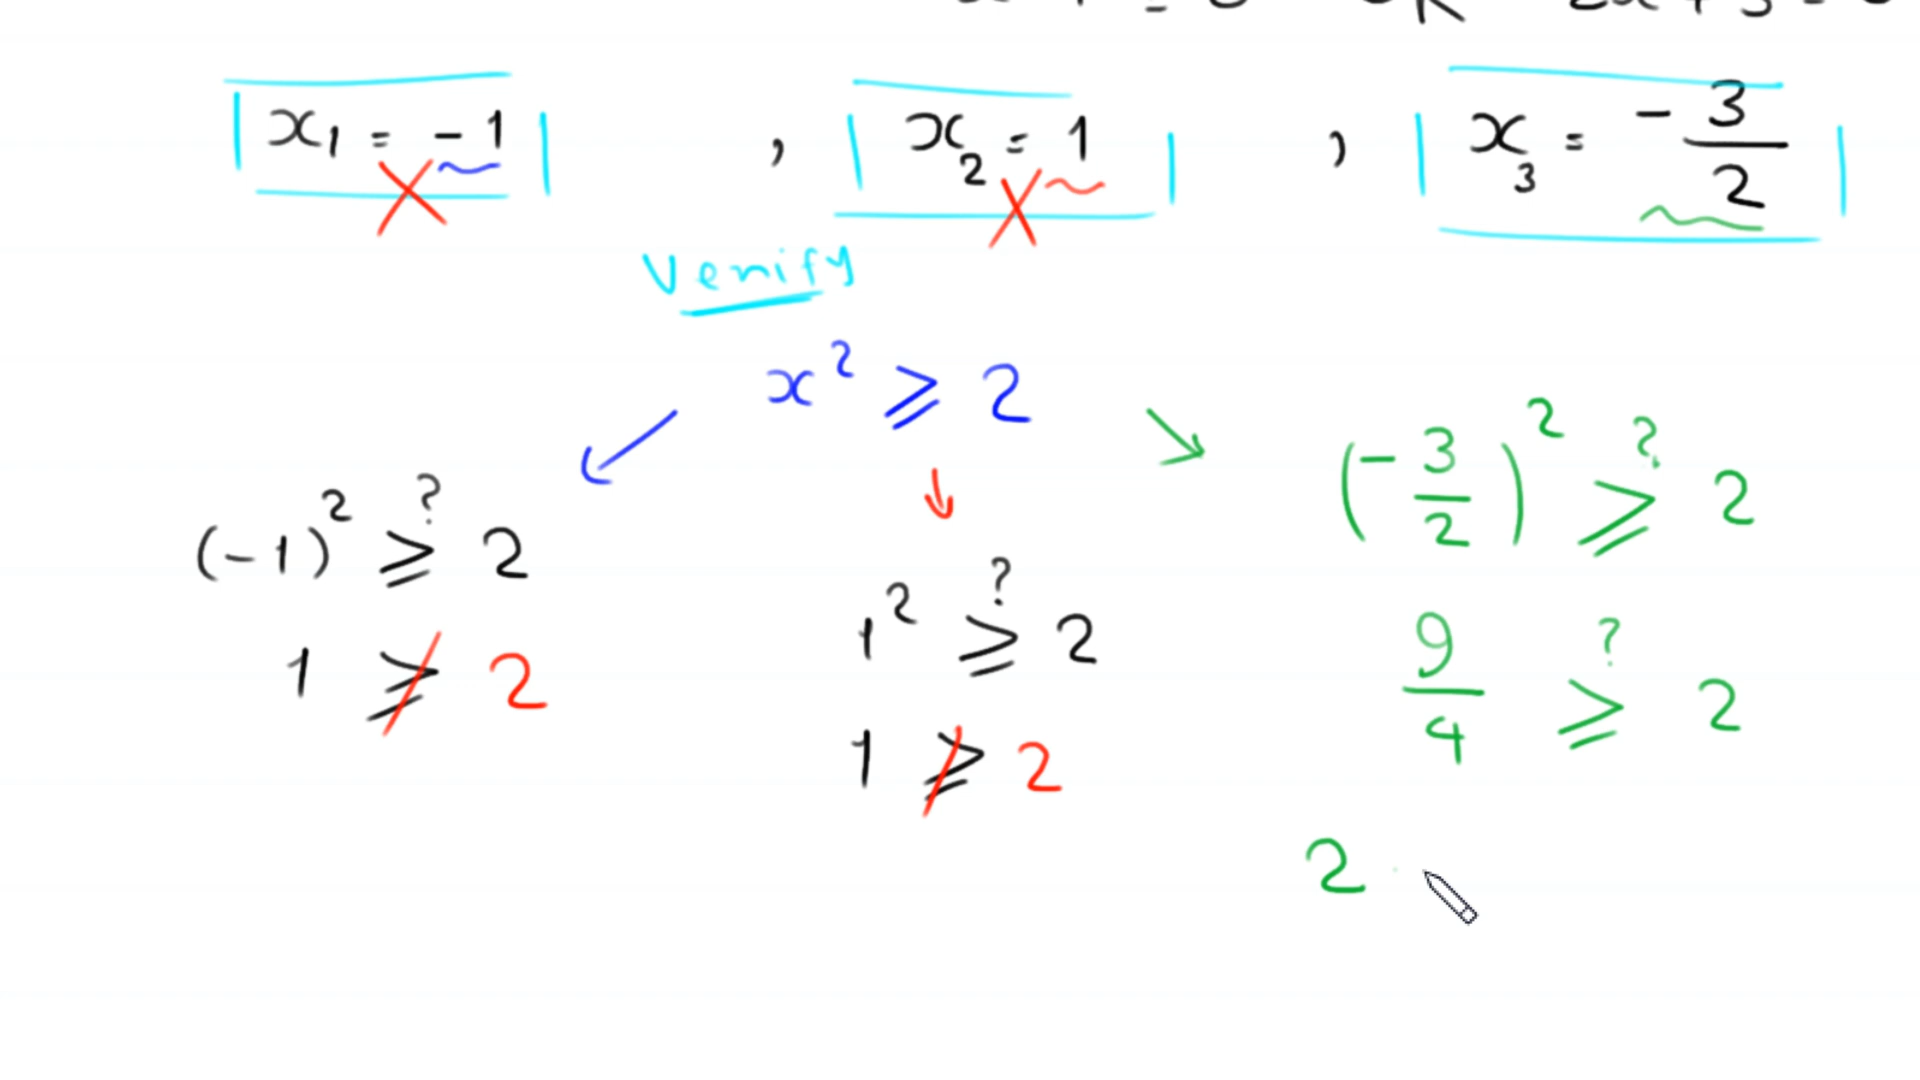 x₁ = -1 , x₂ = 1 , x₃ = -3/2
Verify
x² ⩾ 2
(-1)² ⩾? 2
1 ⩾̸ 2
1² ⩾? 2
1 ⩾̸ 2
(-3/2)² ⩾? 2
9/4 ⩾? 2
2